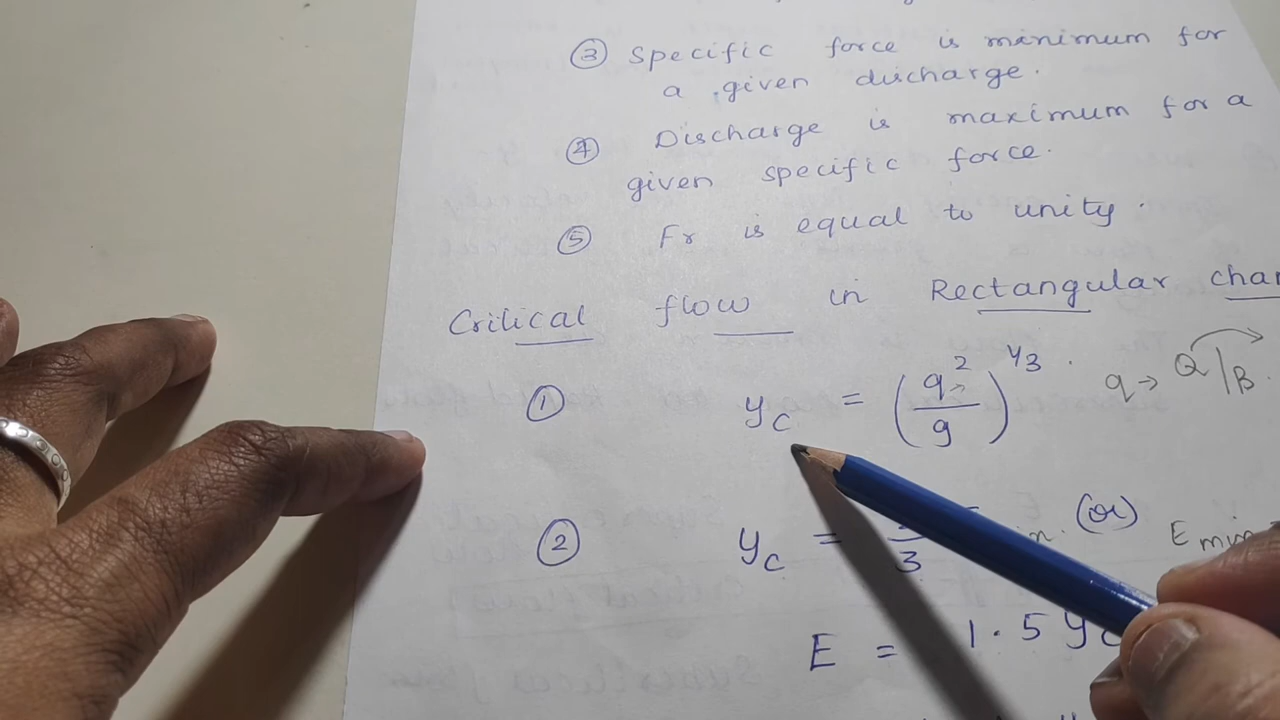 ③ Specific force is minimum for
a given discharge.
④ Discharge is maximum for a
given specific force.
⑤ Fr is equal to unity.
Critical flow in Rectangular
① yc = (q²/g)^1/3. q → Q/B.
② yc = 3 (or) Emin
E = 1.5 yc